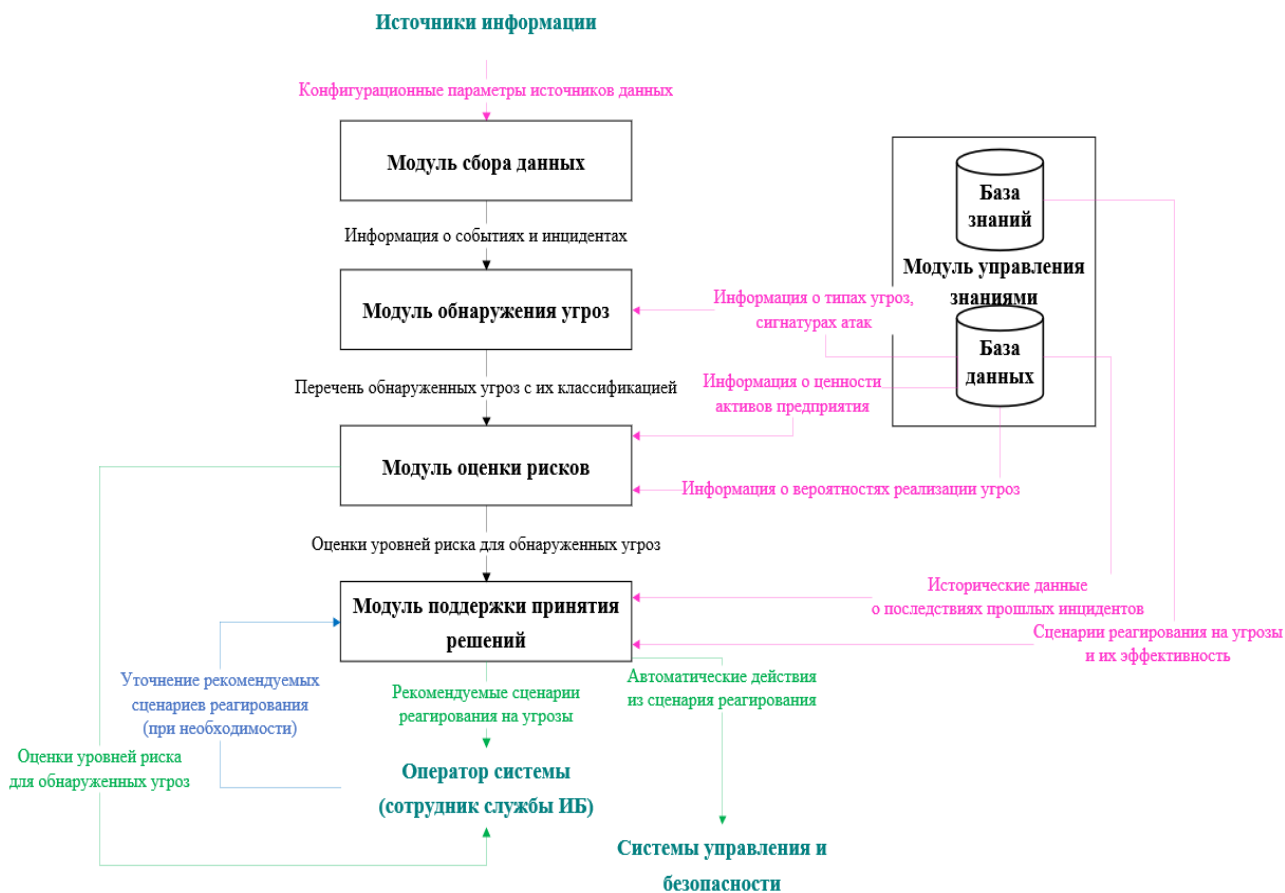 Источники информации
Конфигурационные параметры источников данных
Модуль сбора данных
База
знаний
Информация о событиях и инцидентах
Модуль управления
знаниями
Модуль обнаружения угроз
Информация о типах угроз,
сигнатурах атак
База
данных
Перечень обнаруженных угроз с их классификацией
Информация о ценности
активов предприятия
Модуль оценки рисков
Информация о вероятностях реализации угроз
Оценки уровней риска для обнаруженных угроз
Модуль поддержки принятия
решений
Исторические данные
о последствиях прошлых инцидентов
Сценарии реагирования на угрозы
и их эффективность
Уточнение рекомендуемых
сценариев реагирования
(при необходимости)
Рекомендуемые сценарии
реагирования на угрозы
Автоматические действия
из сценария реагирования
Оценки уровней риска
для обнаруженных угроз
Оператор системы
(сотрудник службы ИБ)
Системы управления и
безопасности